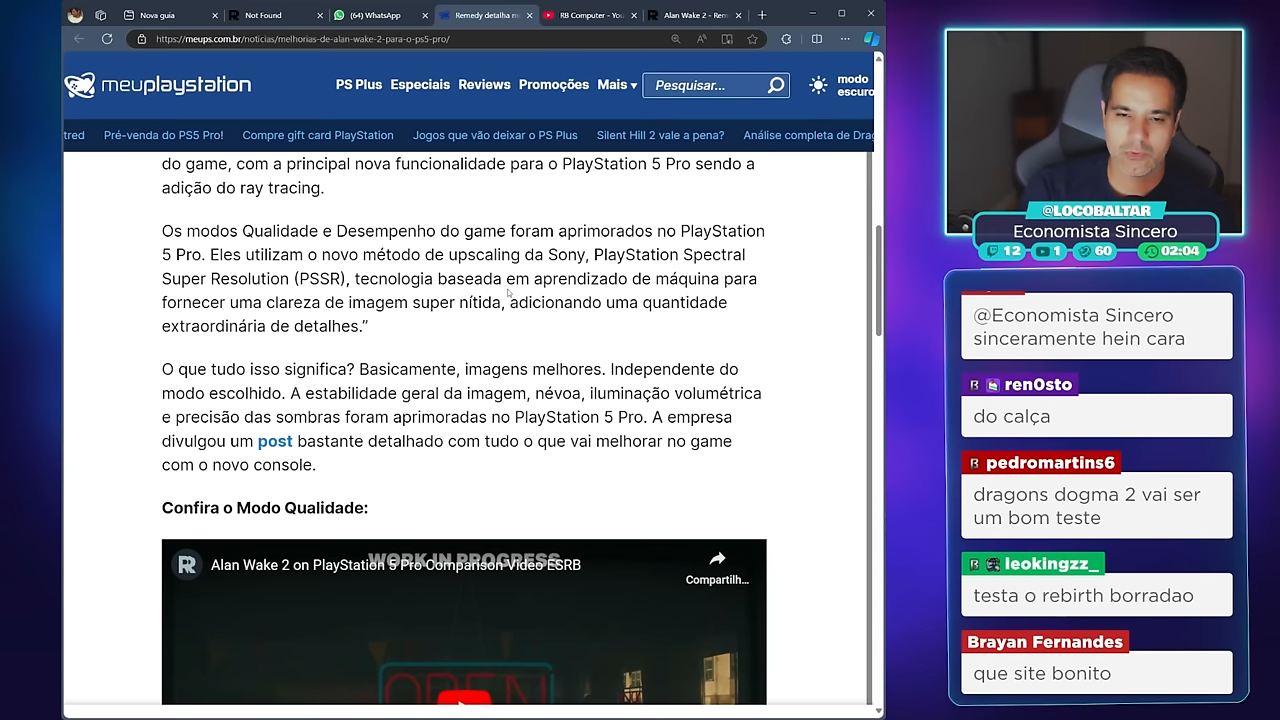 Nova guia
Not Found
(64) WhatsApp
Remedy detalha m
RB Computer - You
Alan Wake 2 - Rem
https://meups.com.br/noticias/melhorias-de-alan-wake-2-para-o-ps5-pro/
meuplaystation
PS Plus
Especiais
Reviews
Promoções
Mais
Pesquisar...
modo
escuro
tred
Pré-venda do PS5 Pro!
Compre gift card PlayStation
Jogos que vão deixar o PS Plus
Silent Hill 2 vale a pena?
Análise completa de Drag
do game, com a principal nova funcionalidade para o PlayStation 5 Pro sendo a
adição do ray tracing.
Os modos Qualidade e Desempenho do game foram aprimorados no PlayStation
5 Pro. Eles utilizam o novo método de upscaling da Sony, PlayStation Spectral
Super Resolution (PSSR), tecnologia baseada em aprendizado de máquina para
fornecer uma clareza de imagem super nítida, adicionando uma quantidade
extraordinária de detalhes.”
O que tudo isso significa? Basicamente, imagens melhores. Independente do
modo escolhido. A estabilidade geral da imagem, névoa, iluminação volumétrica
e precisão das sombras foram aprimoradas no PlayStation 5 Pro. A empresa
divulgou um post bastante detalhado com tudo o que vai melhorar no game
com o novo console.
Confira o Modo Qualidade:
WORK IN PROGRESS
Alan Wake 2 on PlayStation 5 Pro Comparison Video ESRB
Compartilh...
OPEN
@LOCOBALTAR
Economista Sincero
12
1
60
02:04
@Economista Sincero
sinceramente hein cara
ren0sto
do calça
pedromartins6
dragons dogma 2 vai ser
um bom teste
leokingzz_
testa o rebirth borradao
Brayan Fernandes
que site bonito